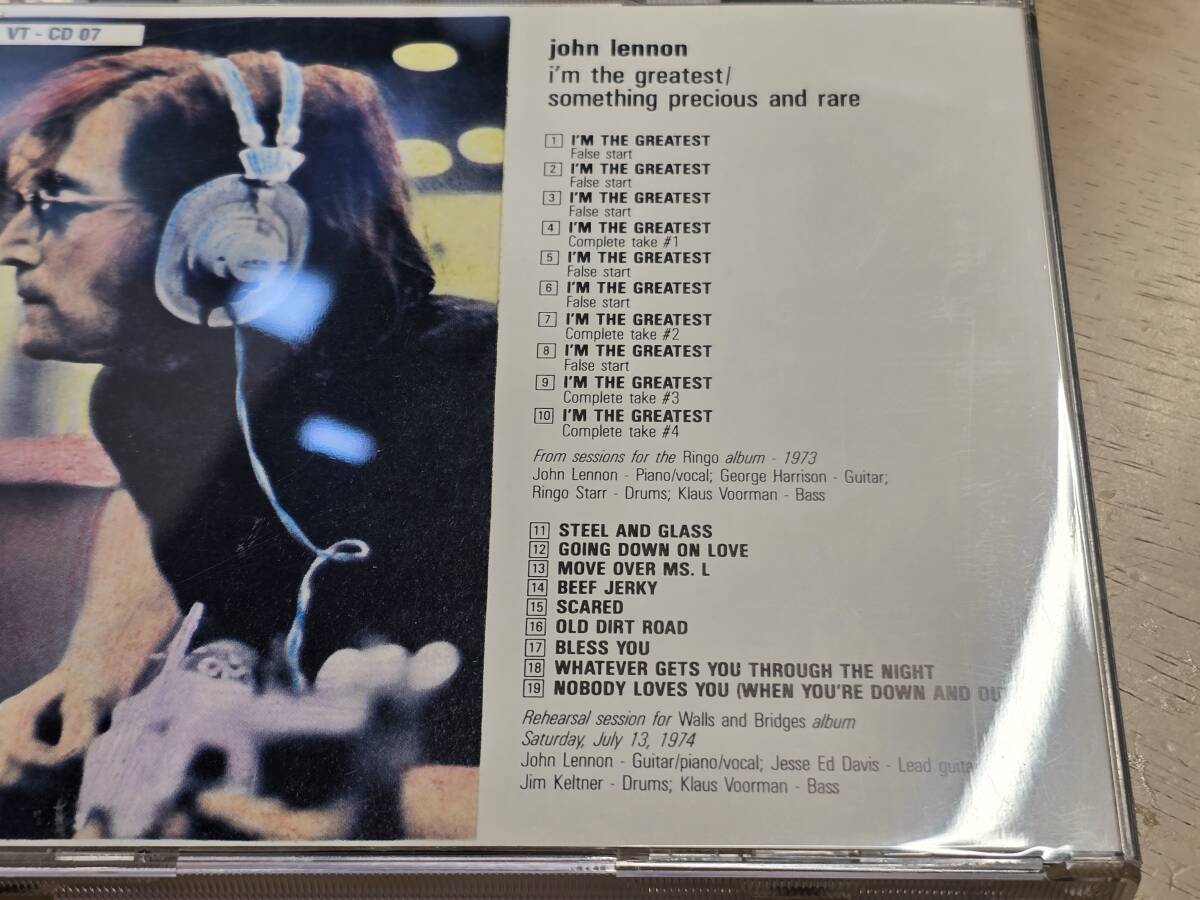 VT - CD 07
john lennon
i'm the greatest/
something precious and rare
1 I'M THE GREATEST
False start
2 I'M THE GREATEST
False start
3 I'M THE GREATEST
False start
4 I'M THE GREATEST
Complete take #1
5 I'M THE GREATEST
False start
6 I'M THE GREATEST
False start
7 I'M THE GREATEST
Complete take #2
8 I'M THE GREATEST
False start
9 I'M THE GREATEST
Complete take #3
10 I'M THE GREATEST
Complete take #4
From sessions for the Ringo album - 1973
John Lennon - Piano/vocal; George Harrison - Guitar;
Ringo Starr - Drums; Klaus Voorman - Bass
11 STEEL AND GLASS
12 GOING DOWN ON LOVE
13 MOVE OVER MS. L
14 BEEF JERKY
15 SCARED
16 OLD DIRT ROAD
17 BLESS YOU
18 WHATEVER GETS YOU THROUGH THE NIGHT
19 NOBODY LOVES YOU (WHEN YOU'RE DOWN AND
Rehearsal session for Walls and Bridges album
Saturday, July 13, 1974
John Lennon - Guitar/piano/vocal; Jesse Ed Davis - Lead
Jim Keltner - Drums; Klaus Voorman - Bass